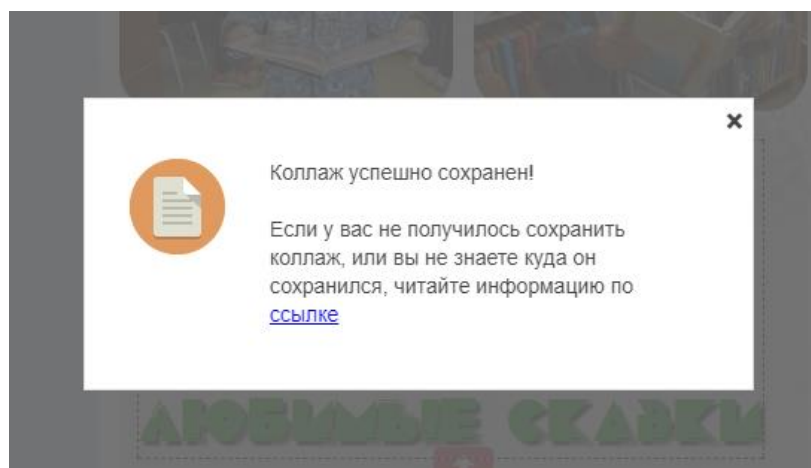 Коллаж успешно сохранен!
Если у вас не получилось сохранить
коллаж, или вы не знаете куда он
сохранился, читайте информацию по
ссылке
ЛЮБИМЫЕ СКАЗКИ